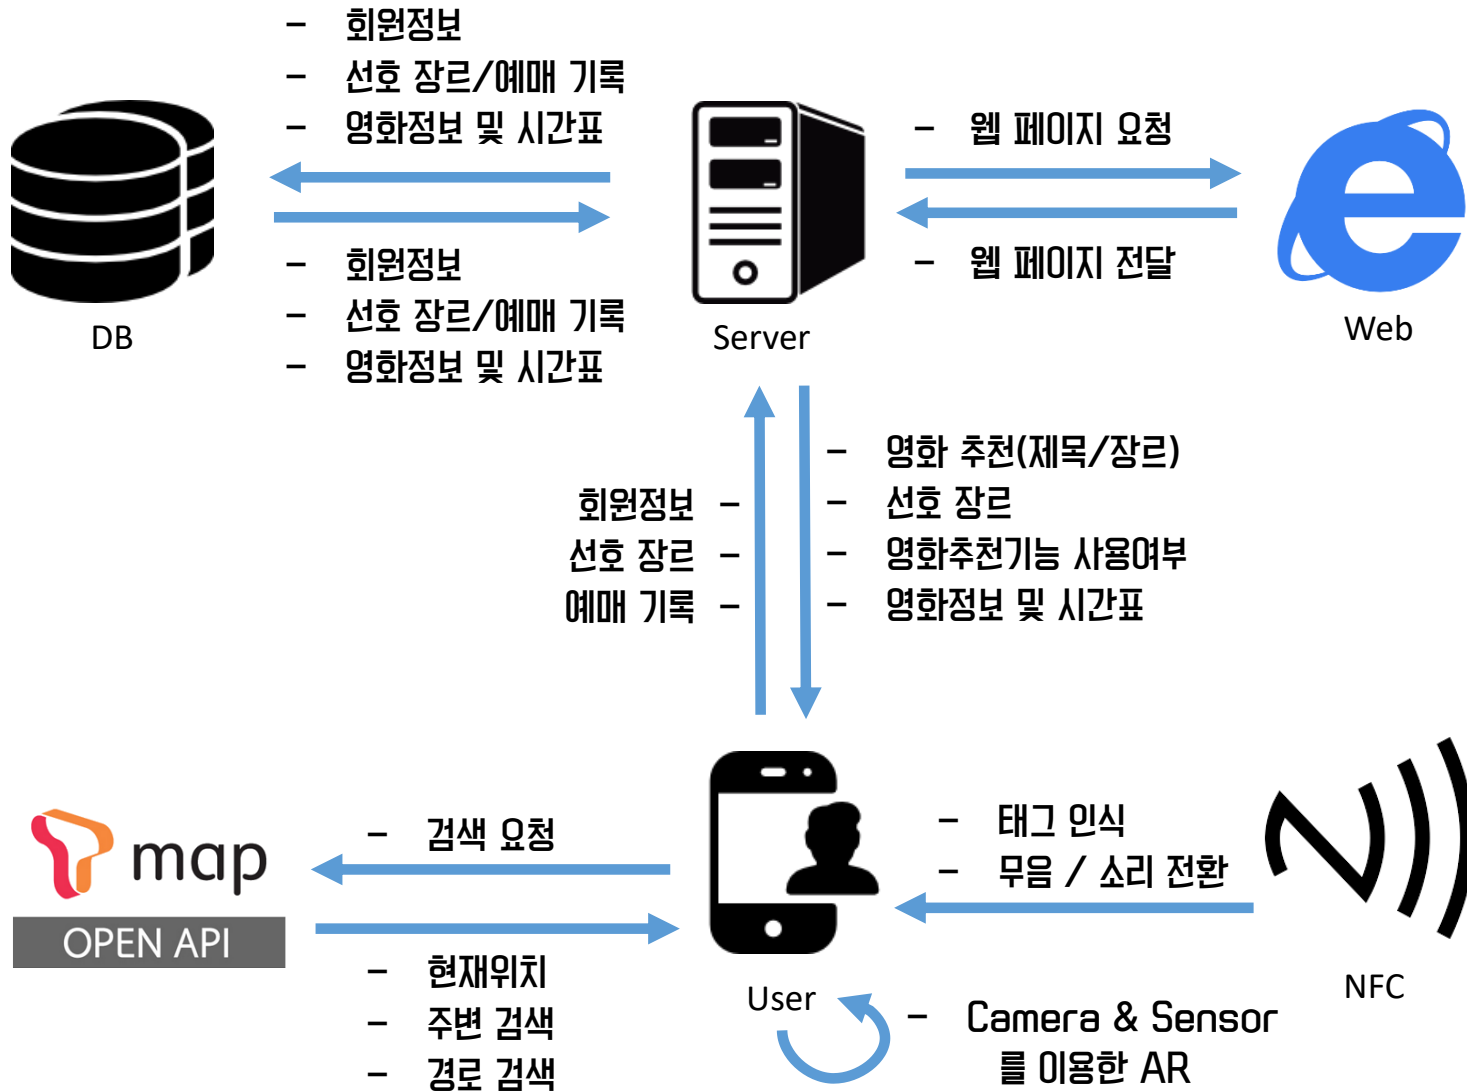 - 회원정보
- 선호 장르/예매 기록
- 영화정보 및 시간표
DB
- 회원정보
- 선호 장르/예매 기록
- 영화정보 및 시간표
Server
- 웹 페이지 요청
- 웹 페이지 전달
Web
회원정보 -
선호 장르 -
예매 기록 -
- 영화 추천(제목/장르)
- 선호 장르
- 영화추천기능 사용여부
- 영화정보 및 시간표
map
OPEN API
- 검색 요청
- 현재위치
- 주변 검색
- 경로 검색
User
- 태그 인식
- 무음 / 소리 전환
NFC
- Camera & Sensor
를 이용한 AR